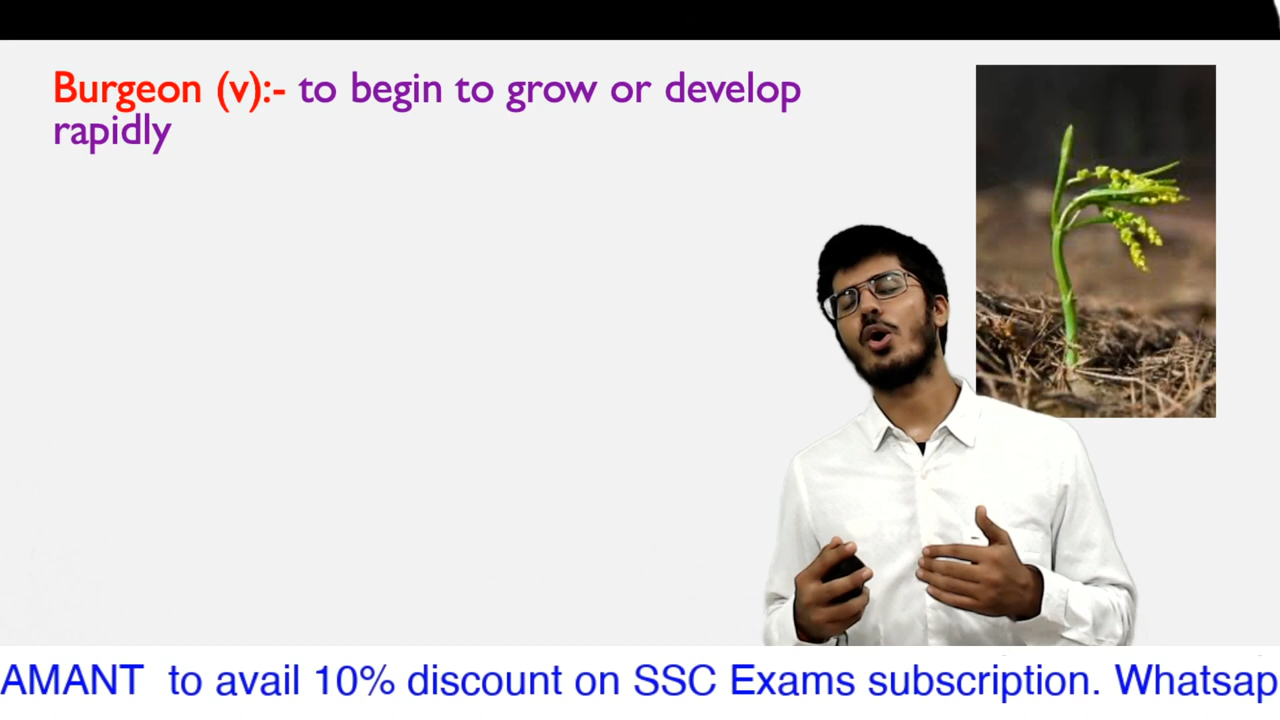 Burgeon (v):- to begin to grow or develop
rapidly
AMANT to avail 10% discount on SSC Exams subscription. Whatsap